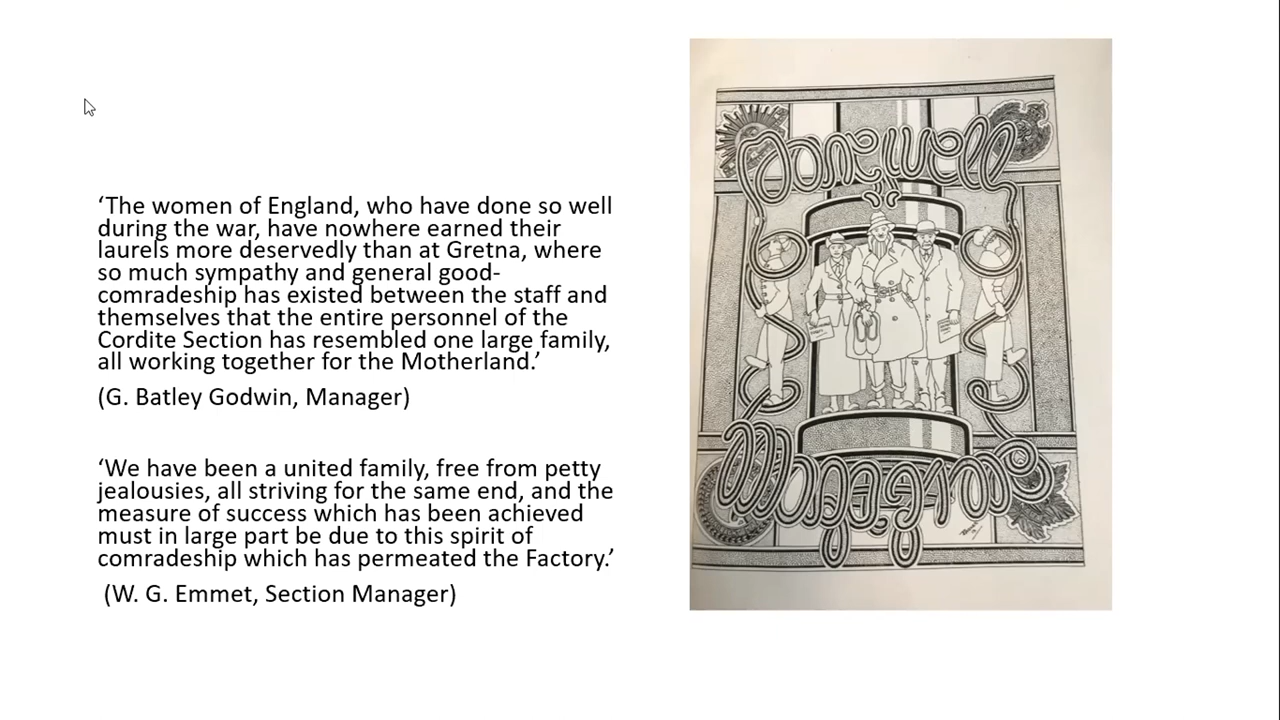 ‘The women of England, who have done so well
during the war, have nowhere earned their
laurels more deservedly than at Gretna, where
so much sympathy and general good-
comradeship has existed between the staff and
themselves that the entire personnel of the
Cordite Section has resembled one large family,
all working together for the Motherland.’
(G. Batley Godwin, Manager)
‘We have been a united family, free from petty
jealousies, all striving for the same end, and the
measure of success which has been achieved
must in large part be due to this spirit of
comradeship which has permeated the Factory.’
(W. G. Emmet, Section Manager)